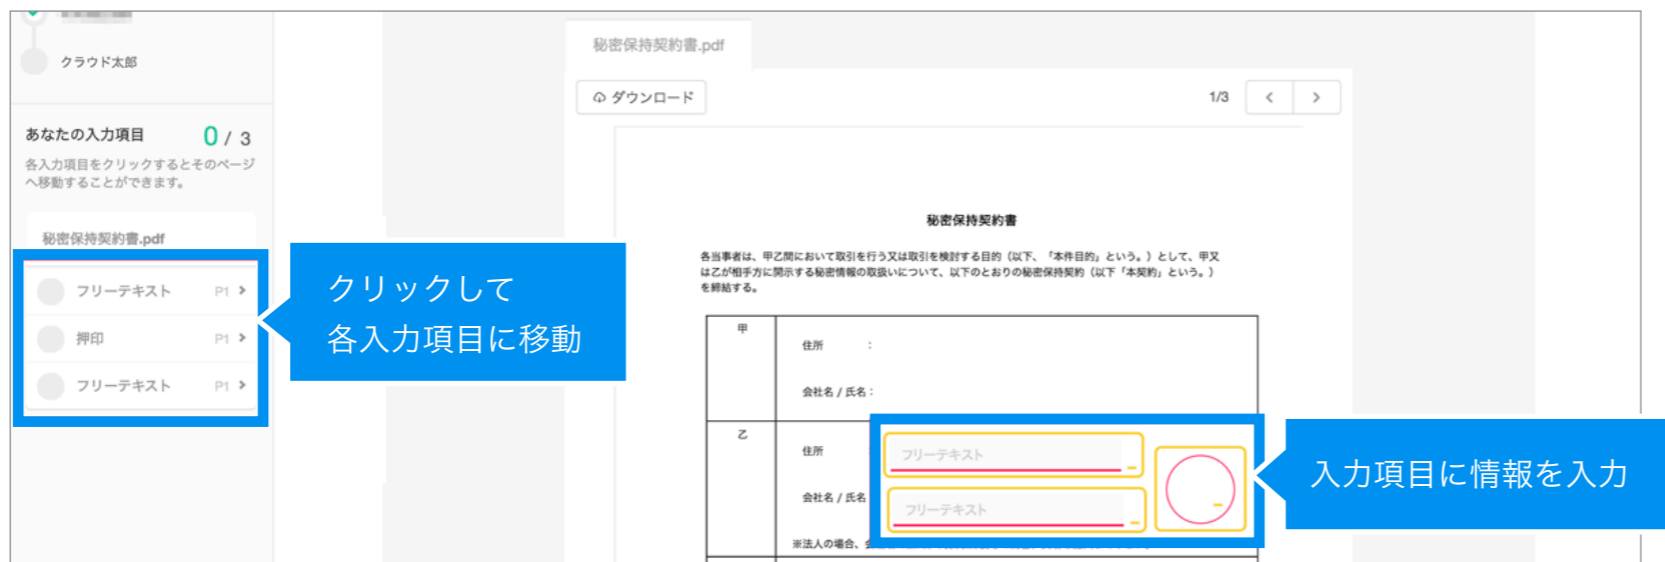 クラウド太郎
あなたの入力項目 0 / 3
各入力項目をクリックするとそのページ
へ移動することができます。
秘密保持契約書.pdf
フリーテキスト P1
押印 P1
フリーテキスト P1
クリックして
各入力項目に移動
秘密保持契約書.pdf
ダウンロード
1/3
秘密保持契約書
各当事者は、甲乙間において取引を行う又は取引を検討する目的（以下、「本件目的」という。）として、甲又
は乙が相手方に開示する秘密情報の取扱いについて、以下のとおりの秘密保持契約（以下「本契約」という。）
を締結する。
甲
住所 :
会社名 / 氏名 :
乙
住所
フリーテキスト
会社名 / 氏名
フリーテキスト
※法人の場合、
入力項目に情報を入力